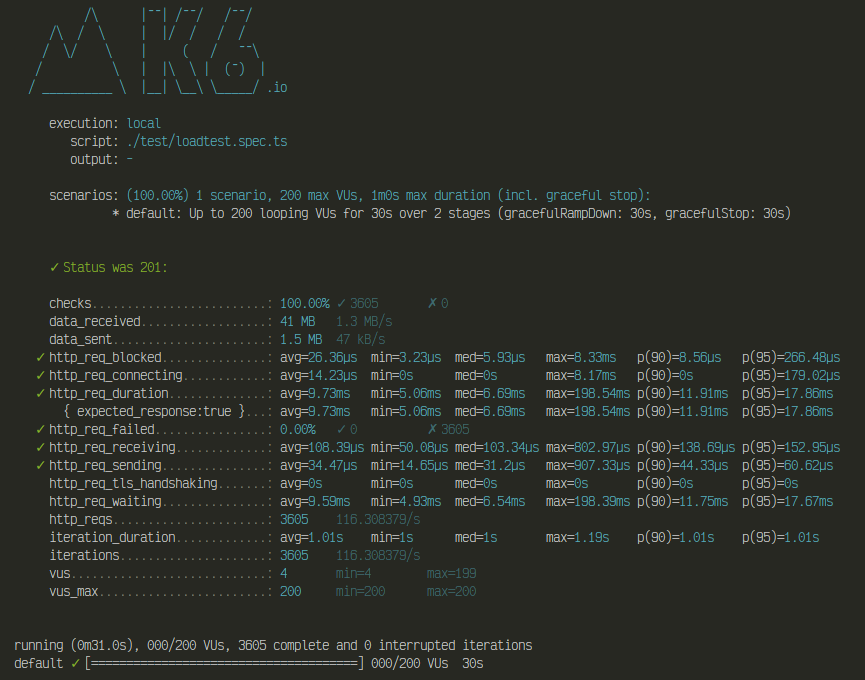 /\      |‾‾| /‾‾/   /‾‾/
     /\  /  \     |  |/  /   /  /
    /  \/    \    |     (   /   ‾‾\
   /          \   |  |\  \ |  (‾)  |
  / __________ \  |__| \__\ \_____/ .io
execution: local
script: ./test/loadtest.spec.ts
output: -
scenarios: (100.00%) 1 scenario, 200 max VUs, 1m0s max duration (incl. graceful stop):
* default: Up to 200 looping VUs for 30s over 2 stages (gracefulRampDown: 30s, gracefulStop: 30s)
✓ Status was 201:
checks.........................: 100.00% ✓ 3605       ✗ 0
data_received..................: 41 MB   1.3 MB/s
data_sent......................: 1.5 MB  47 kB/s
✓ http_req_blocked...............: avg=26.36µs  min=3.23µs  med=5.93µs   max=8.33ms   p(90)=8.56µs   p(95)=266.48µs
✓ http_req_connecting............: avg=14.23µs  min=0s      med=0s       max=8.17ms   p(90)=0s       p(95)=179.02µs
✓ http_req_duration..............: avg=9.73ms   min=5.06ms  med=6.69ms   max=198.54ms p(90)=11.91ms  p(95)=17.86ms
{ expected_response:true }...: avg=9.73ms   min=5.06ms  med=6.69ms   max=198.54ms p(90)=11.91ms  p(95)=17.86ms
✓ http_req_failed................: 0.00%   ✓ 0          ✗ 3605
✓ http_req_receiving.............: avg=108.39µs min=50.08µs med=103.34µs max=802.97µs p(90)=138.69µs p(95)=152.95µs
✓ http_req_sending...............: avg=34.47µs  min=14.65µs med=31.2µs   max=907.33µs p(90)=44.33µs  p(95)=60.62µs
http_req_tls_handshaking.......: avg=0s       min=0s      med=0s       max=0s       p(90)=0s       p(95)=0s
http_req_waiting...............: avg=9.59ms   min=4.93ms  med=6.54ms   max=198.39ms p(90)=11.75ms  p(95)=17.67ms
http_reqs......................: 3605    116.308379/s
iteration_duration.............: avg=1.01s    min=1s      med=1s       max=1.19s    p(90)=1.01s    p(95)=1.01s
iterations.....................: 3605    116.308379/s
vus............................: 4       min=4        max=199
vus_max........................: 200     min=200      max=200
running (0m31.0s), 000/200 VUs, 3605 complete and 0 interrupted iterations
default ✓ [======================================] 000/200 VUs  30s